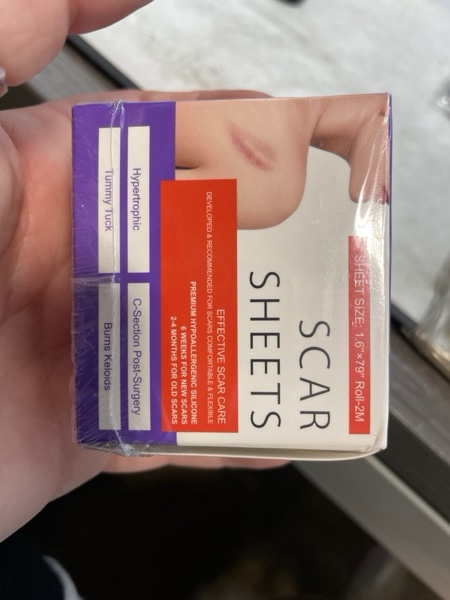 SHEET SIZE: 1.6"×79" Roll-2M
SCAR
SHEETS
EFFECTIVE SCAR CARE
DEVELOPED & RECOMMENDED FOR SCARS COMFORTABLE & FLEXIBLE
PREMIUM HYPOALLERGENIC SILICONE
6 WEEKS FOR NEW SCARS
2-4 MONTHS FOR OLD SCARS
Hypertrophic
C-Section Post-Surgery
Tummy Tuck
Burns Keloids